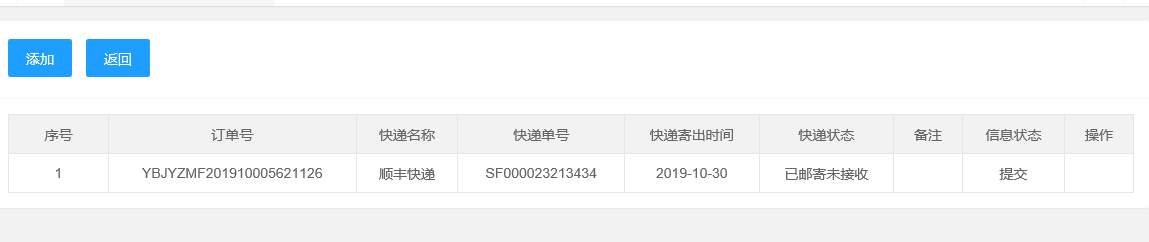 添加 返回
序号 订单号 快递名称 快递单号 快递寄出时间 快递状态 备注 信息状态 操作
1 YBJYZMF201910005621126 顺丰快递 SF000023213434 2019-10-30 已邮寄未接收 提交